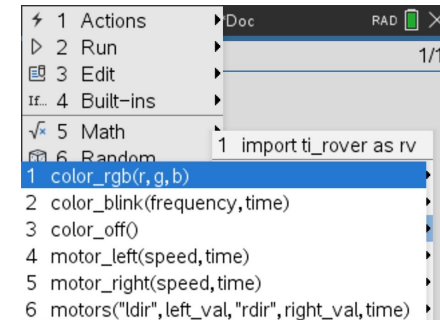 1 Actions
Doc RAD
2 Run
1/1
3 Edit
If... 4 Built-ins
√x 5 Math
1 import ti_rover as rv
6 Random
1 color_rgb(r,g,b)
2 color_blink(frequency,time)
3 color_off()
4 motor_left(speed,time)
5 motor_right(speed,time)
6 motors("ldir",left_val,"rdir",right_val,time)